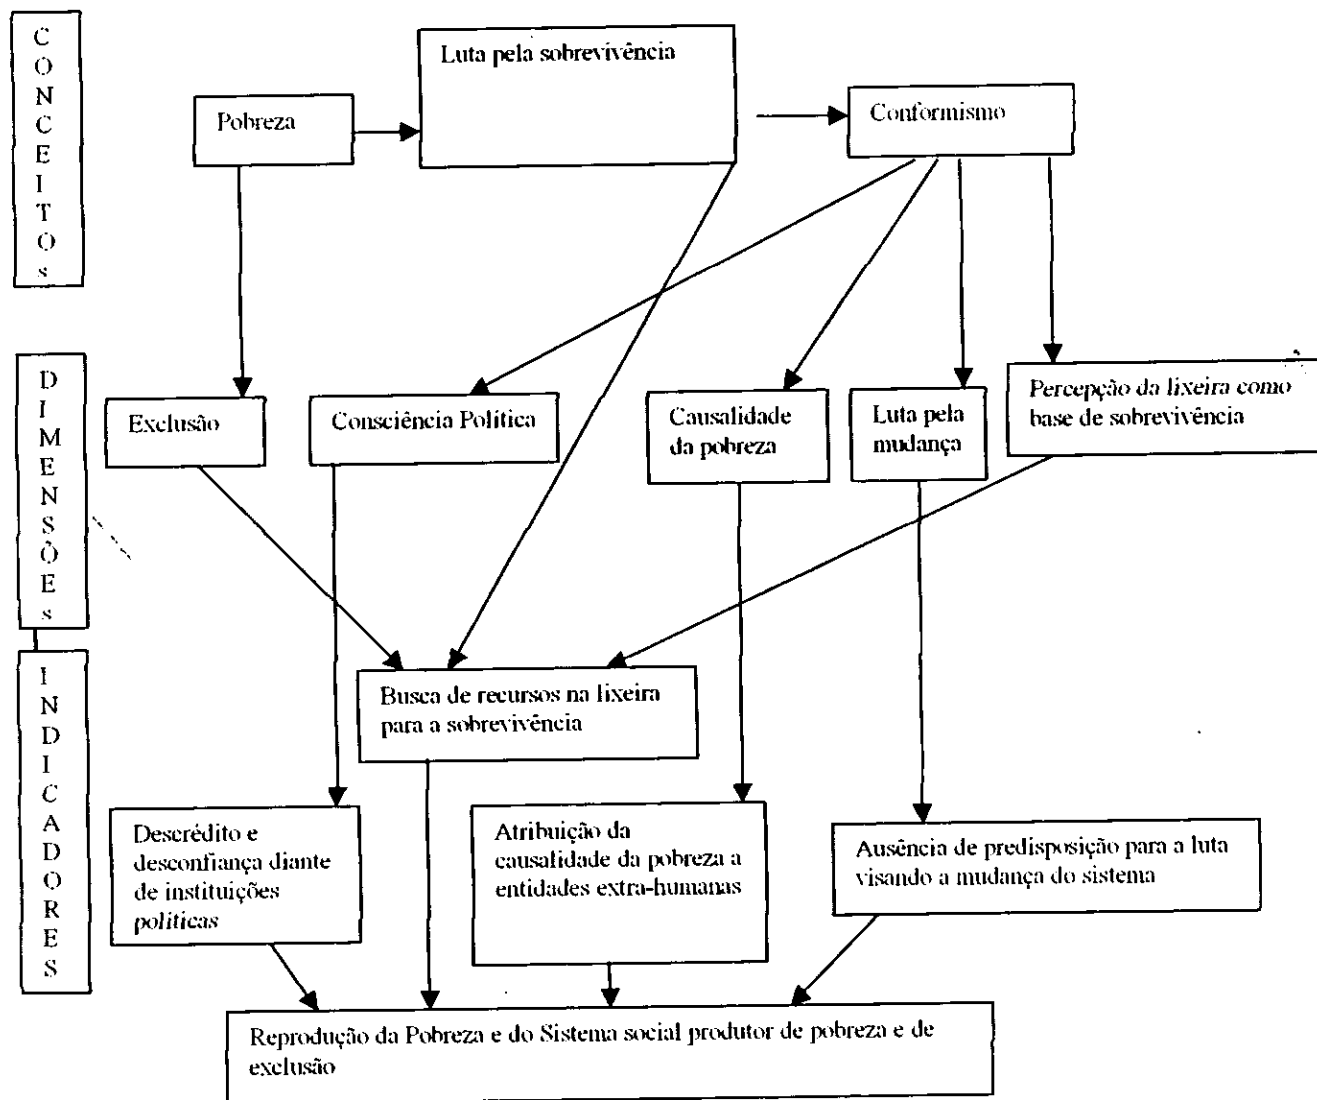 CONCEITOs
Luta pela sobrevivência
Pobreza
Conformismo
DIMENSÕEs
Exclusão
Consciência Política
Causalidade
da pobreza
Luta pela
mudança
Percepção da lixeira como
base de sobrevivência
INDICADORES
Busca de recursos na lixeira
para a sobrevivência
Descrédito e
desconfiança diante
de instituições
políticas
Atribuição da
causalidade da pobreza a
entidades extra-humanas
Ausência de predisposição para a luta
visando a mudança do sistema
Reprodução da Pobreza e do Sistema social produtor de pobreza e de
exclusão